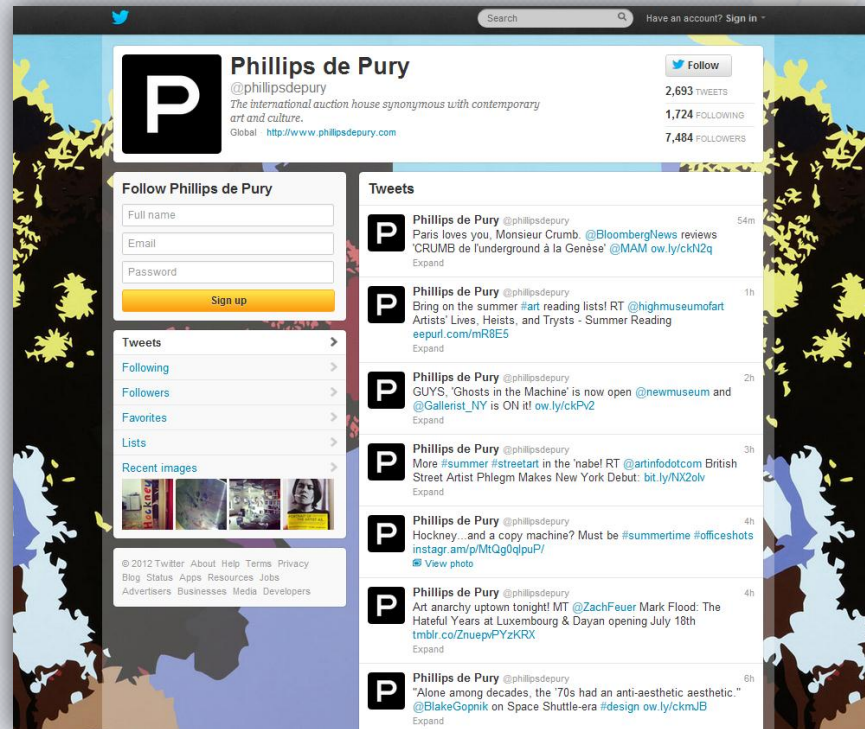 Search
Have an account? Sign in
P
Phillips de Pury
@phillipsdepury
The international auction house synonymous with contemporary
art and culture.
Global · http://www.phillipsdepury.com
Follow
2,693 TWEETS
1,724 FOLLOWING
7,484 FOLLOWERS
Follow Phillips de Pury
Full name
Email
Password
Sign up
Tweets
Following
Followers
Favorites
Lists
Recent images
Hockney
© 2012 Twitter About Help Terms Privacy
Blog Status Apps Resources Jobs
Advertisers Businesses Media Developers
Tweets
P
Phillips de Pury @phillipsdepury 54m
Paris loves you, Monsieur Crumb. @BloombergNews reviews
'CRUMB de l'underground à la Genèse' @MAM ow.ly/ckN2q
Expand
P
Phillips de Pury @phillipsdepury 1h
Bring on the summer #art reading lists! RT @highmuseumofart
Artists' Lives, Heists, and Trysts - Summer Reading
eepurl.com/mR8E5
Expand
P
Phillips de Pury @phillipsdepury 2h
GUYS, 'Ghosts in the Machine' is now open @newmuseum and
@Gallerist_NY is ON it! ow.ly/ckPv2
Expand
P
Phillips de Pury @phillipsdepury 3h
More #summer #streetart in the 'nabe! RT @artinfodotcom British
Street Artist Phlegm Makes New York Debut: bit.ly/NX2olv
Expand
P
Phillips de Pury @phillipsdepury 4h
Hockney...and a copy machine? Must be #summertime #officeshots
instagr.am/p/MtQg0qlpuP/
View photo
P
Phillips de Pury @phillipsdepury 4h
Art anarchy uptown tonight! MT @ZachFeuer Mark Flood: The
Hateful Years at Luxembourg & Dayan opening July 18th
tmblr.co/ZnuepvPYzKRX
Expand
P
Phillips de Pury @phillipsdepury 6h
"Alone among decades, the '70s had an anti-aesthetic aesthetic."
@BlakeGopnik on Space Shuttle-era #design ow.ly/ckmJB
Expand